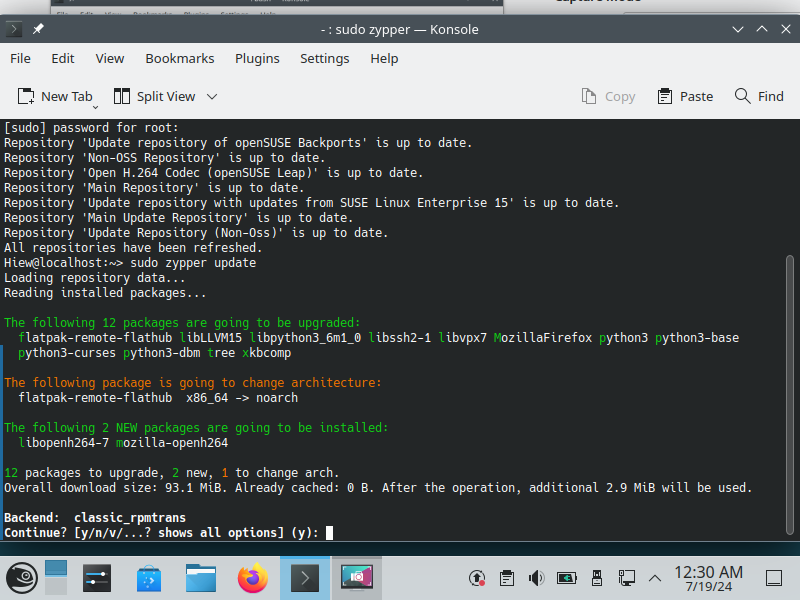 - : sudo zypper — Konsole
File Edit View Bookmarks Plugins Settings Help
New Tab Split View Copy Paste Find
[sudo] password for root:
Repository 'Update repository of openSUSE Backports' is up to date.
Repository 'Non-OSS Repository' is up to date.
Repository 'Open H.264 Codec (openSUSE Leap)' is up to date.
Repository 'Main Repository' is up to date.
Repository 'Update repository with updates from SUSE Linux Enterprise 15' is up to date.
Repository 'Main Update Repository' is up to date.
Repository 'Update Repository (Non-Oss)' is up to date.
All repositories have been refreshed.
Hiew@localhost:~> sudo zypper update
Loading repository data...
Reading installed packages...
The following 12 packages are going to be upgraded:
flatpak-remote-flathub libLLVM15 libpython3_6m1_0 libssh2-1 libvpx7 MozillaFirefox python3 python3-base
python3-curses python3-dbm tree xkbcomp
The following package is going to change architecture:
flatpak-remote-flathub x86_64 -> noarch
The following 2 NEW packages are going to be installed:
libopenh264-7 mozilla-openh264
12 packages to upgrade, 2 new, 1 to change arch.
Overall download size: 93.1 MiB. Already cached: 0 B. After the operation, additional 2.9 MiB will be used.
Backend: classic_rpmtrans
Continue? [y/n/v/...? shows all options] (y):
12:30 AM
7/19/24